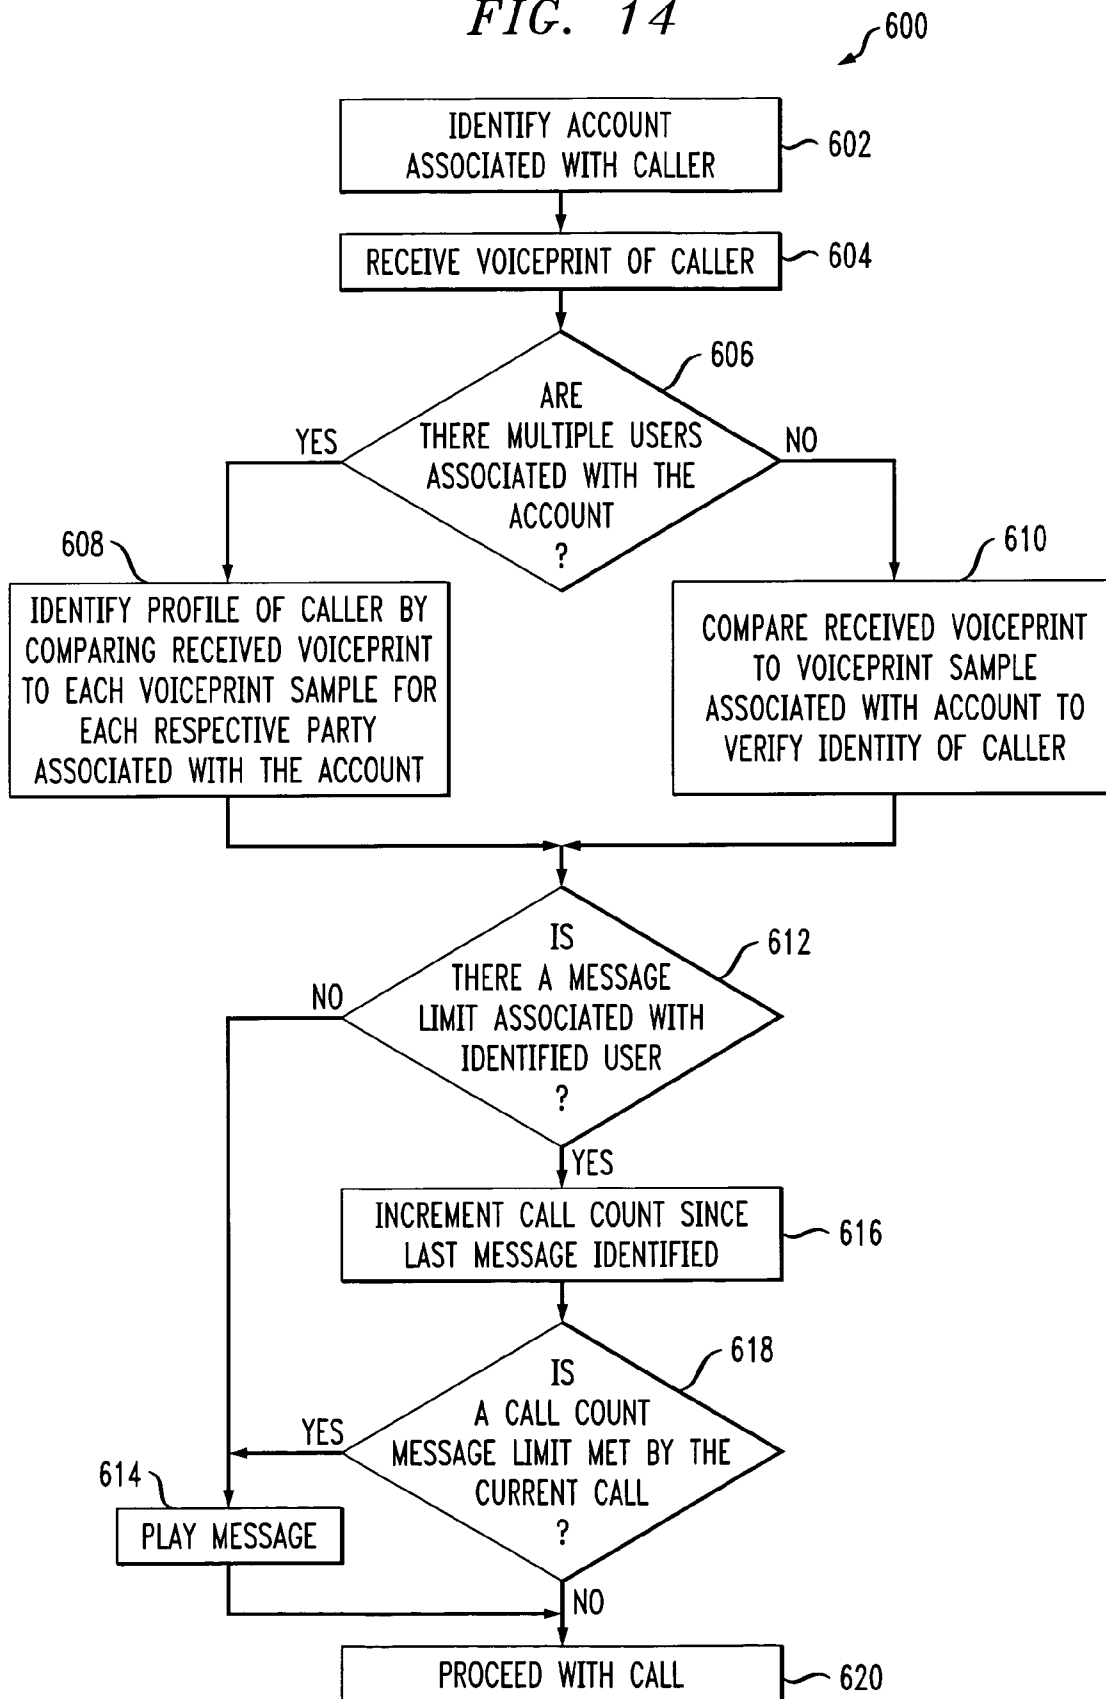 FIG. 14
600
IDENTIFY ACCOUNT
ASSOCIATED WITH CALLER
602
RECEIVE VOICEPRINT OF CALLER
604
606
ARE
THERE MULTIPLE USERS
ASSOCIATED WITH THE
ACCOUNT
?
YES
NO
608
IDENTIFY PROFILE OF CALLER BY
COMPARING RECEIVED VOICEPRINT
TO EACH VOICEPRINT SAMPLE FOR
EACH RESPECTIVE PARTY
ASSOCIATED WITH THE ACCOUNT
610
COMPARE RECEIVED VOICEPRINT
TO VOICEPRINT SAMPLE
ASSOCIATED WITH ACCOUNT TO
VERIFY IDENTITY OF CALLER
612
IS
THERE A MESSAGE
LIMIT ASSOCIATED WITH
IDENTIFIED USER
?
NO
YES
INCREMENT CALL COUNT SINCE
LAST MESSAGE IDENTIFIED
616
618
IS
A CALL COUNT
MESSAGE LIMIT MET BY THE
CURRENT CALL
?
YES
614
PLAY MESSAGE
NO
PROCEED WITH CALL
620